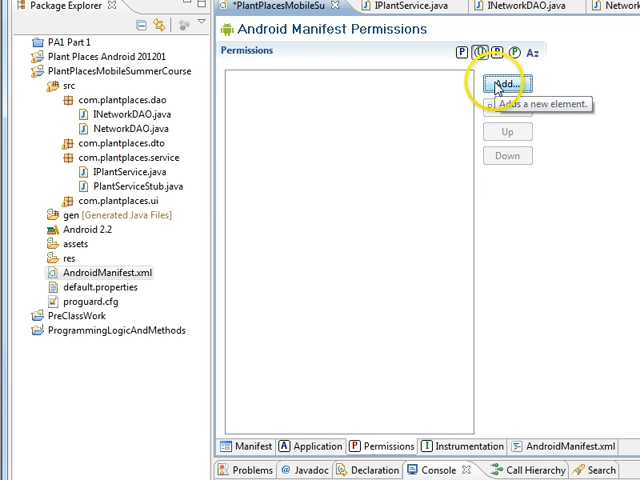 Package Explorer
*PlantPlacesMobileSu
IPlantService.java
INetworkDAO.java
Network
Android Manifest Permissions
Permissions
P
P
Az
Add...
Adds a new element.
Up
Down
PA1 Part 1
Plant Places Android 201201
PlantPlacesMobileSummerCourse
src
com.plantplaces.dao
INetworkDAO.java
NetworkDAO.java
com.plantplaces.dto
com.plantplaces.service
IPlantService.java
PlantServiceStub.java
com.plantplaces.ui
gen [Generated Java Files]
Android 2.2
assets
res
AndroidManifest.xml
default.properties
proguard.cfg
PreClassWork
ProgrammingLogicAndMethods
Manifest
A Application
P Permissions
I Instrumentation
AndroidManifest.xml
Problems
@ Javadoc
Declaration
Console
Call Hierarchy
Search